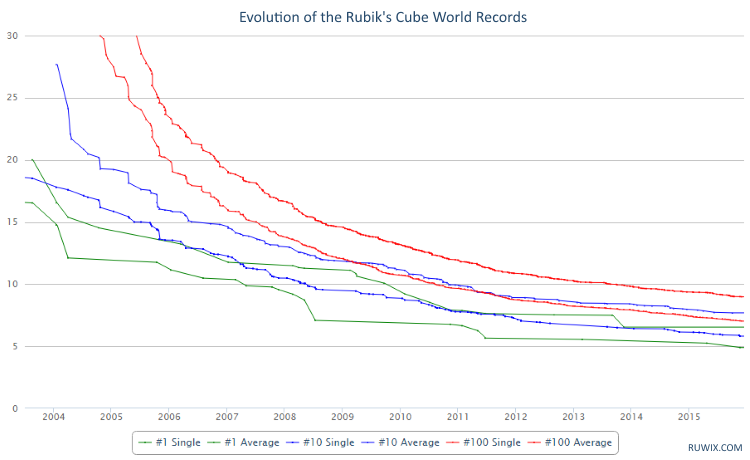 Evolution of the Rubik's Cube World Records
30
25
20
15
10
5
0
2004 2005 2006 2007 2008 2009 2010 2011 2012 2013 2014 2015
#1 Single #1 Average #10 Single #10 Average #100 Single #100 Average
RUWIX.COM